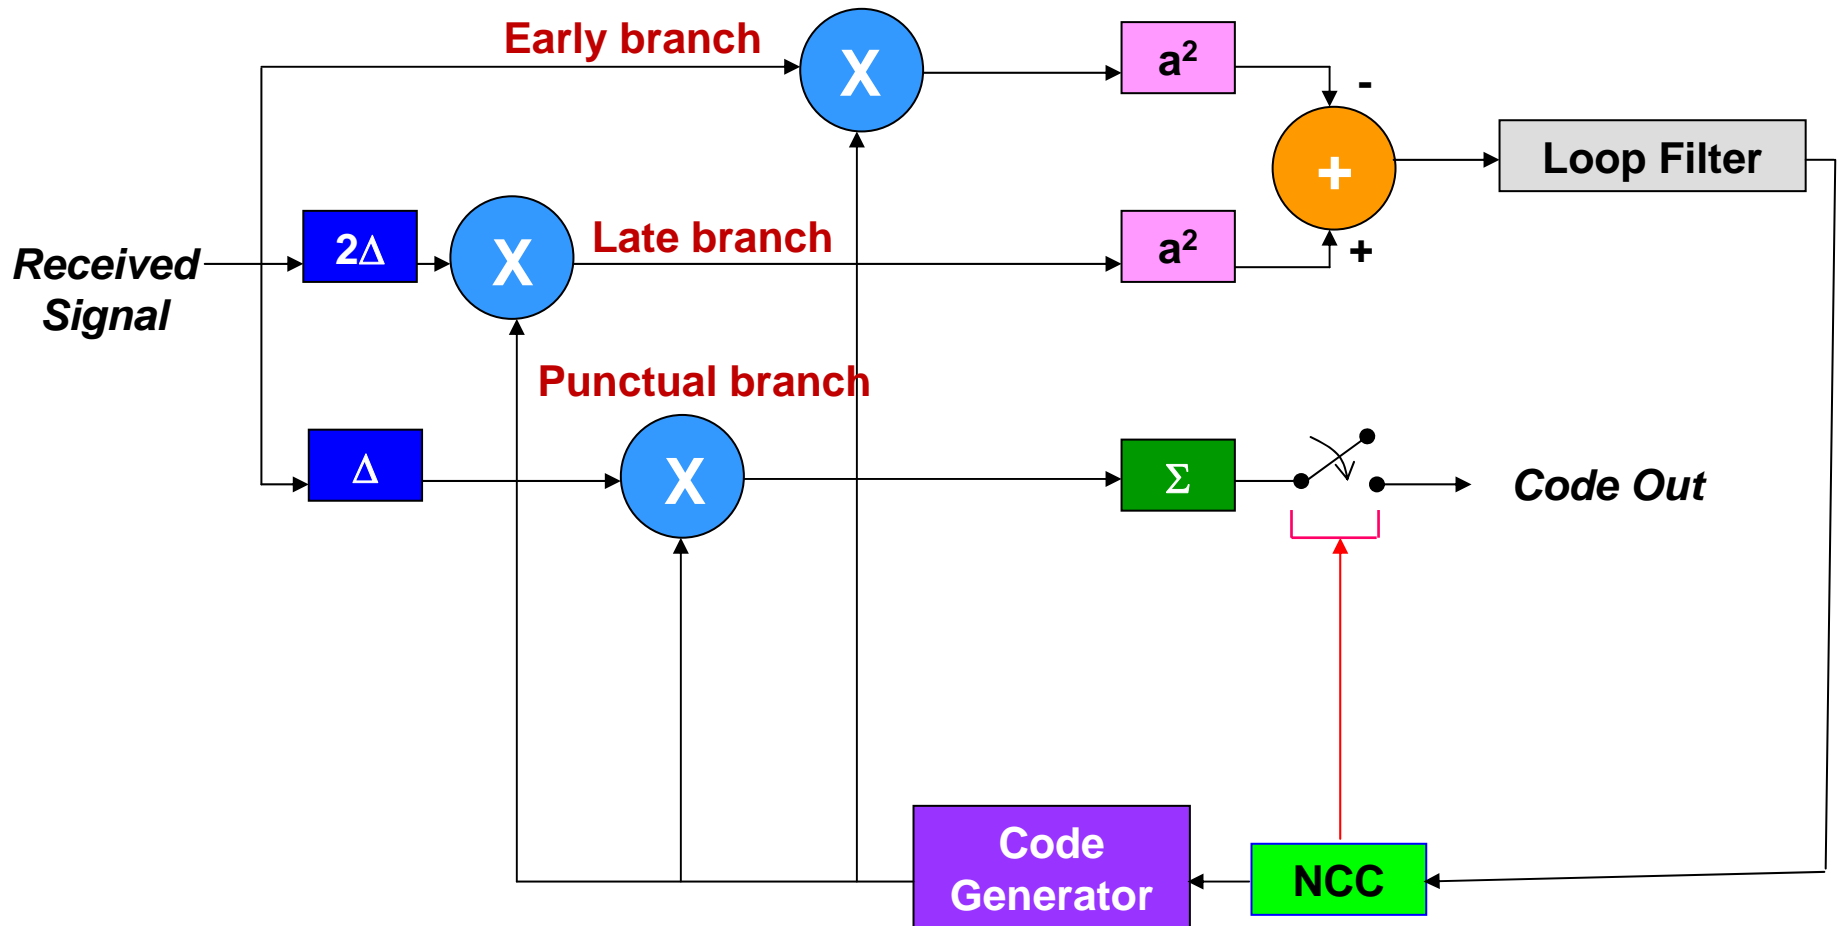 Early branch
X
a²
-
+
Loop Filter
Received
Signal
2Δ
X
Late branch
a²
+
Punctual branch
Δ
X
Σ
Code Out
Code
Generator
NCC